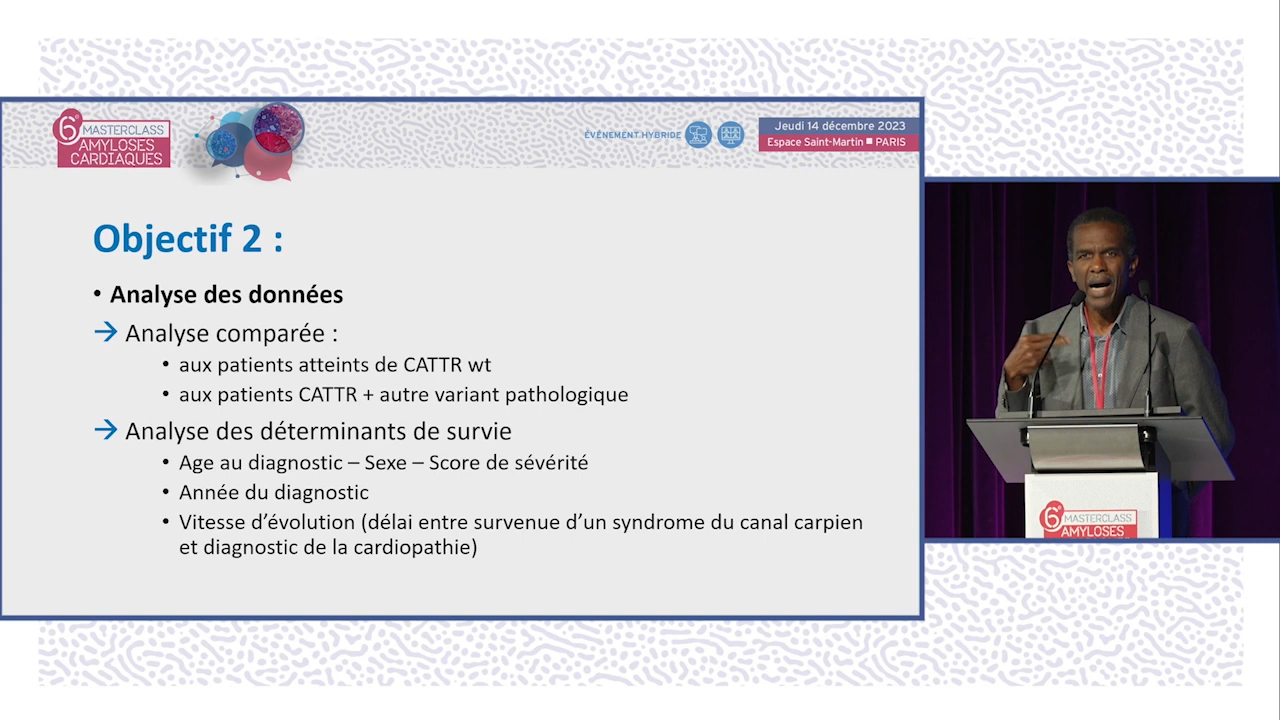 6e MASTERCLASS
AMYLOSES
CARDIAQUES
ÉVÉNEMENT HYBRIDE
Jeudi 14 décembre 2023
Espace Saint-Martin ■ PARIS
Objectif 2 :
• Analyse des données
→ Analyse comparée :
• aux patients atteints de CATTR wt
• aux patients CATTR + autre variant pathologique
→ Analyse des déterminants de survie
• Age au diagnostic – Sexe – Score de sévérité
• Année du diagnostic
• Vitesse d’évolution (délai entre survenue d’un syndrome du canal carpien
et diagnostic de la cardiopathie)
6e MASTERCLASS
AMYLOSES